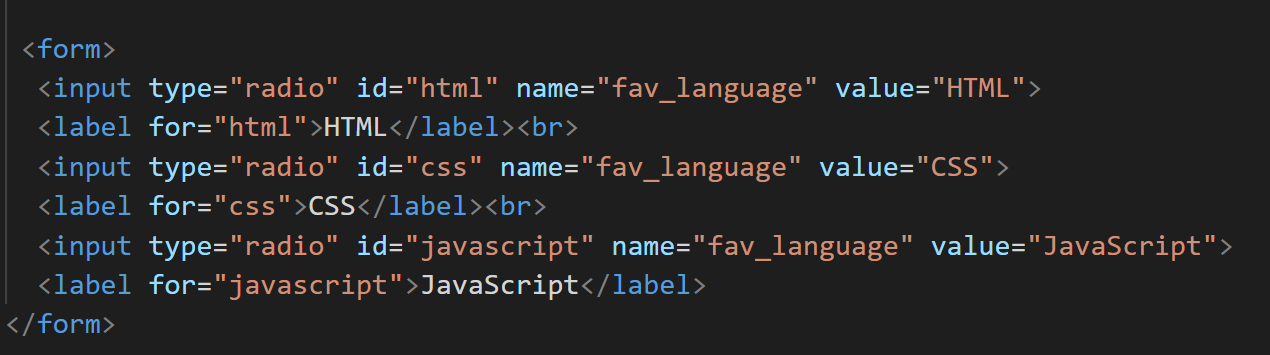 <form>
<input type="radio" id="html" name="fav_language" value="HTML">
<label for="html">HTML</label><br>
<input type="radio" id="css" name="fav_language" value="CSS">
<label for="css">CSS</label><br>
<input type="radio" id="javascript" name="fav_language" value="JavaScript">
<label for="javascript">JavaScript</label>
</form>